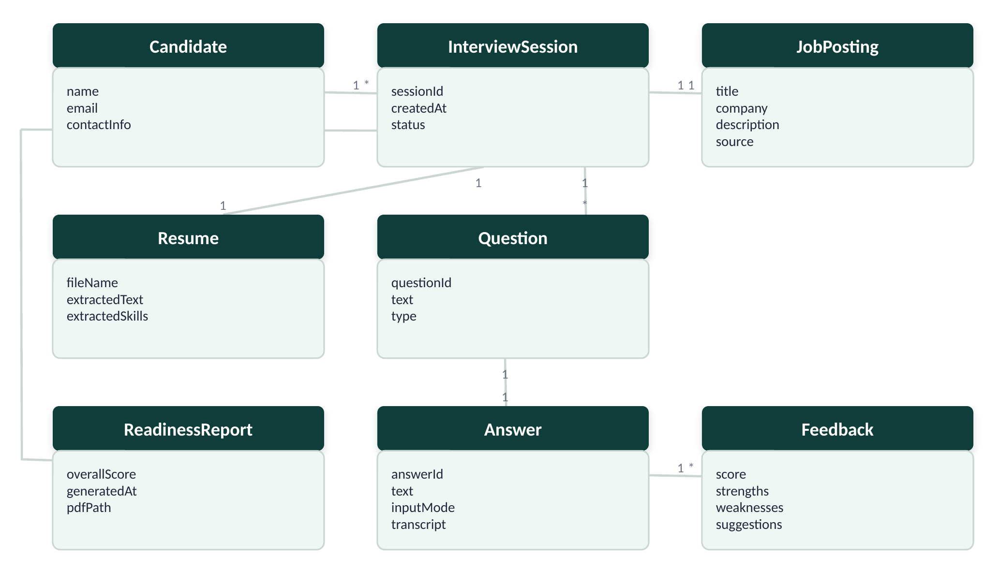 Candidate
name
email
contactInfo
1 *
InterviewSession
sessionId
createdAt
status
1 1
JobPosting
title
company
description
source
1
1
1
*
Resume
fileName
extractedText
extractedSkills
Question
questionId
text
type
1
1
ReadinessReport
overallScore
generatedAt
pdfPath
Answer
answerId
text
inputMode
transcript
1 *
Feedback
score
strengths
weaknesses
suggestions